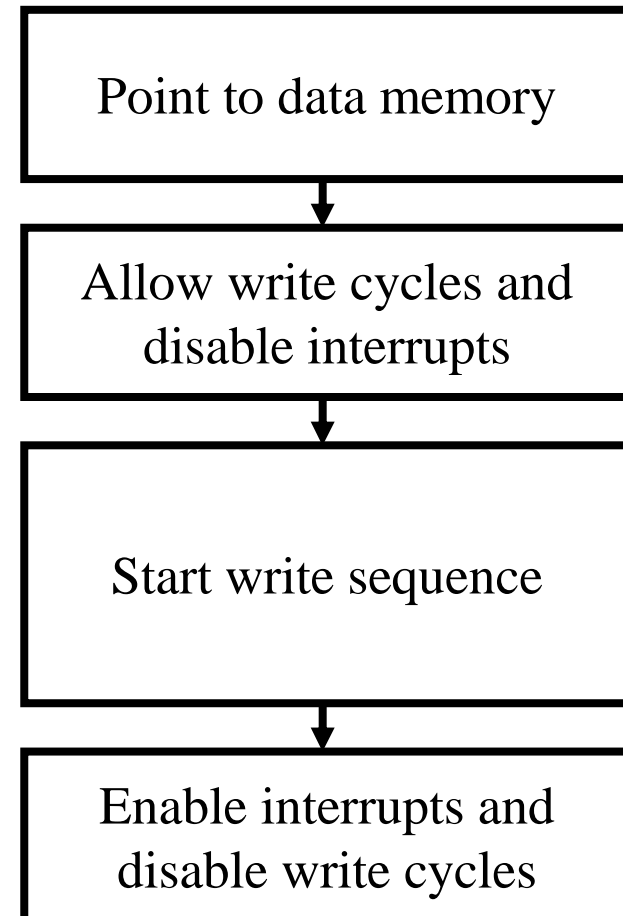 Point to data memory
Allow write cycles and
disable interrupts
Start write sequence
Enable interrupts and
disable write cycles